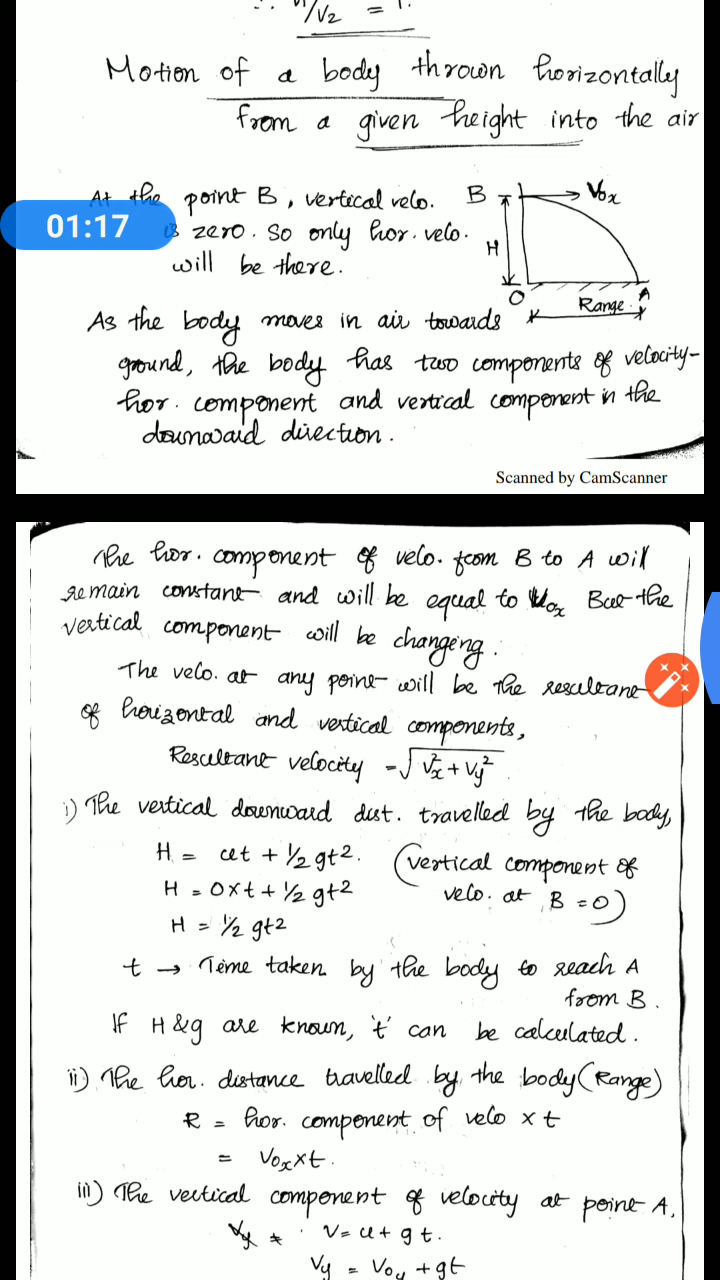 ∴ V1/V2 = 1.
Motion of a body thrown horizontally
from a given height into the air
At the point B, vertical velo.
is zero. So only hor. velo.
will be there.
B
Vox
H
O
Range
A
01:17
As the body moves in air towards
ground, the body has two components of velocity-
hor. component and vertical component in the
downward direction.
Scanned by CamScanner
The hor. component of velo. from B to A will
remain constant and will be equal to Vox But the
vertical component will be changing.
The velo. at any point will be the resultant
of horizontal and vertical components,
Resultant velocity = √Vx²+Vy²
i) The vertical downward dist. travelled by the body,
H = ut + 1/2 gt2. (vertical component of
H = 0xt + 1/2 gt2 velo. at B = 0)
H = 1/2 gt2
t → Time taken by the body to reach A
from B.
If H & g are known, 't' can be calculated.
ii) The hor. distance travelled by the body (Range)
R = hor. component of velo x t
= Vox x t.
iii) The vertical component of velocity at point A,
V = u + gt.
Vy = Voy + gt